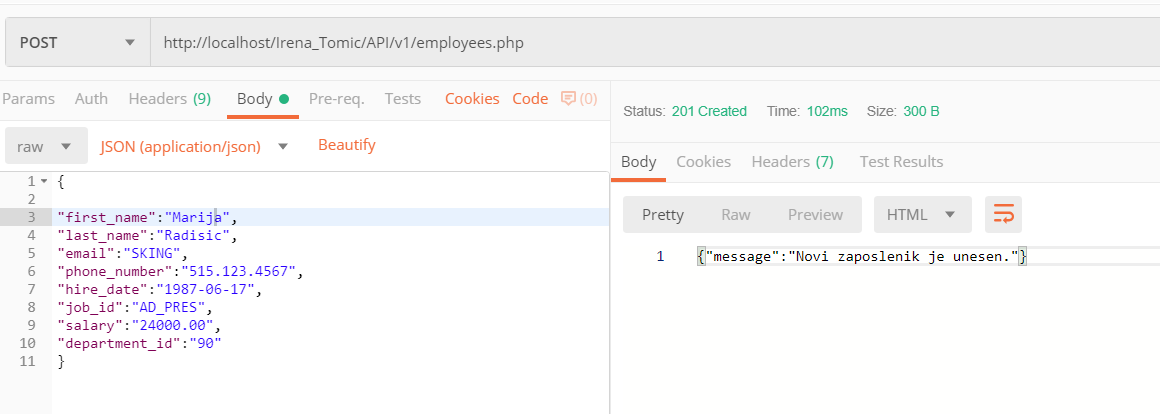 POST http://localhost/Irena_Tomic/API/v1/employees.php
Params Auth Headers (9) Body Pre-req. Tests Cookies Code (0)
raw JSON (application/json) Beautify
1 {
2
3 "first_name":"Marija",
4 "last_name":"Radisic",
5 "email":"SKING",
6 "phone_number":"515.123.4567",
7 "hire_date":"1987-06-17",
8 "job_id":"AD_PRES",
9 "salary":"24000.00",
10 "department_id":"90"
11 }
Status: 201 Created Time: 102ms Size: 300 B
Body Cookies Headers (7) Test Results
Pretty Raw Preview HTML
1 {"message":"Novi zaposlenik je unesen."}